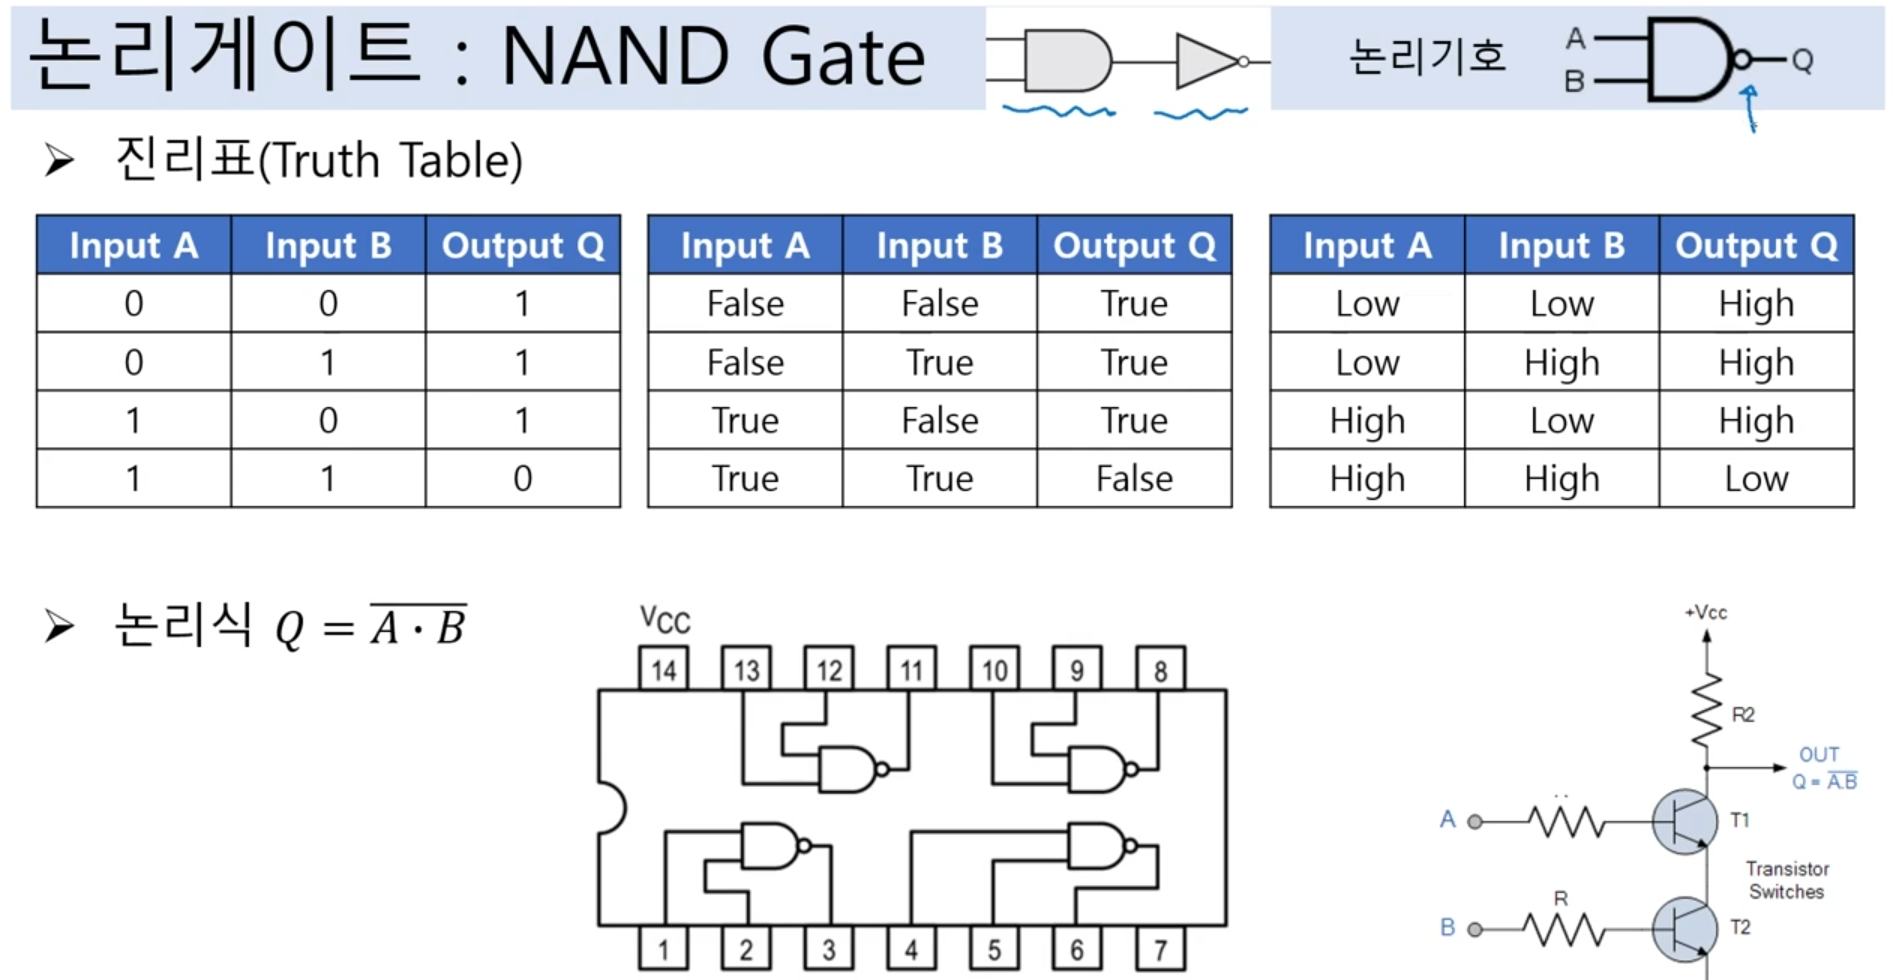 논리게이트 : NAND Gate
논리기호
A
B
Q
➢ 진리표(Truth Table)
Input A Input B Output Q
0 0 1
0 1 1
1 0 1
1 1 0
Input A Input B Output Q
False False True
False True True
True False True
True True False
Input A Input B Output Q
Low Low High
Low High High
High Low High
High High Low
➢ 논리식 Q = \overline{A · B}
VCC
14 13 12 11 10 9 8
1 2 3 4 5 6 7
+Vcc
R2
OUT
Q = \overline{A.B}
A
T1
Transistor
Switches
R
B
T2